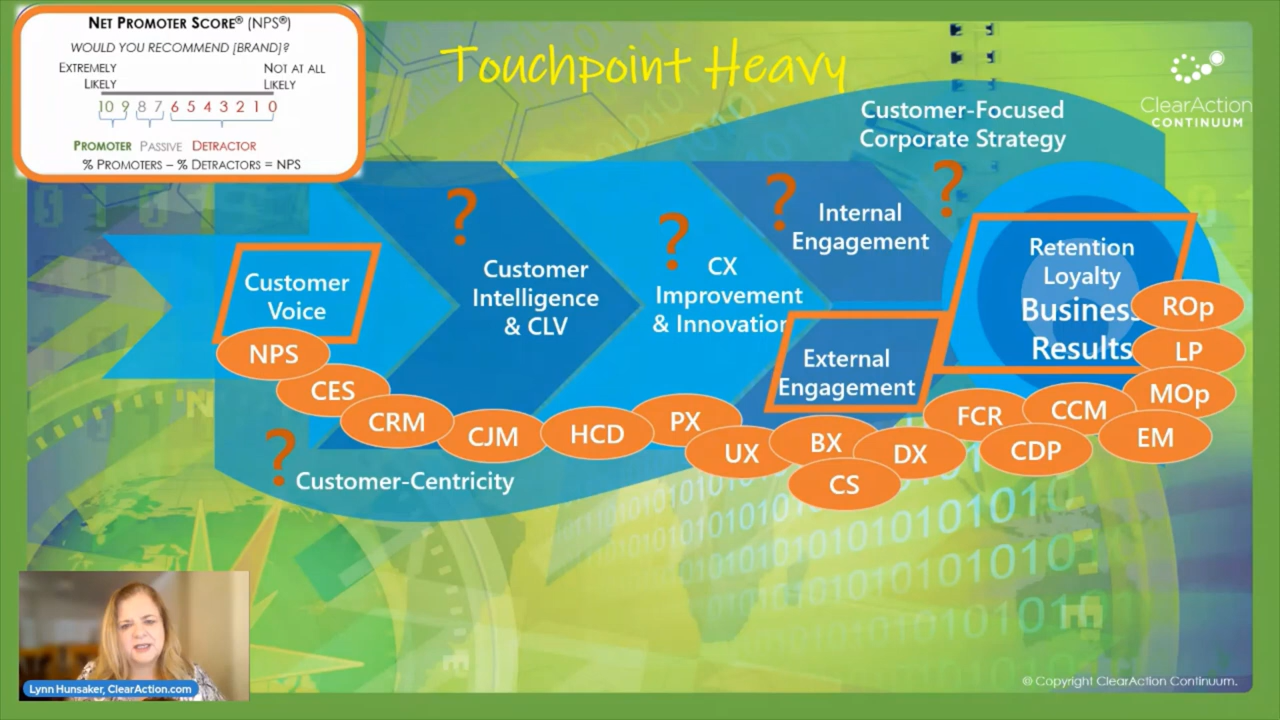 NET PROMOTER SCORE® (NPS®)
WOULD YOU RECOMMEND [BRAND]?
EXTREMELY LIKELY
NOT AT ALL LIKELY
10 9 8 7 6 5 4 3 2 1 0
PROMOTER PASSIVE DETRACTOR
% PROMOTERS – % DETRACTORS = NPS
Touchpoint Heavy
ClearAction
CONTINUUM
Customer-Focused
Corporate Strategy
?
?
?
?
Customer
Voice
Customer
Intelligence
& CLV
CX
Improvement
& Innovation
Internal
Engagement
External
Engagement
Retention
Loyalty
Business
Results
NPS
CES
CRM
CJM
HCD
PX
UX
BX
CS
DX
FCR
CDP
CCM
EM
MOp
LP
ROp
?
Customer-Centricity
Lynn Hunsaker, ClearAction.com
© Copyright ClearAction Continuum.